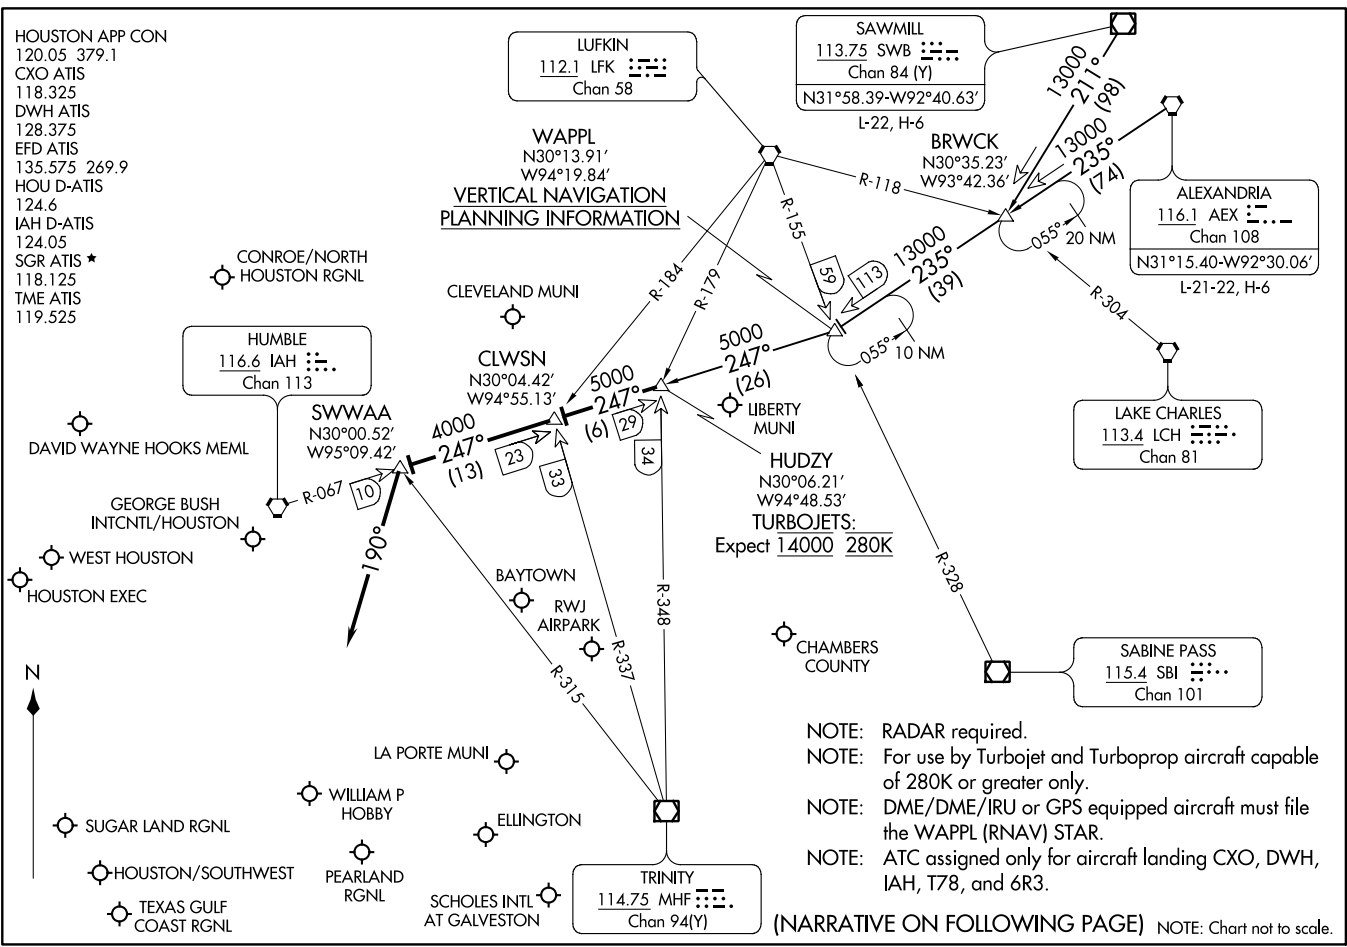 HOUSTON APP CON
120.05 379.1
CXO ATIS
118.325
DWH ATIS
128.375
EFD ATIS
135.575 269.9
HOU D-ATIS
124.6
IAH D-ATIS
124.05
SGR ATIS ★
118.125
TME ATIS
119.525
LUFKIN
112.1 LFK
Chan 58
SAWMILL
113.75 SWB
Chan 84 (Y)
N31°58.39-W92°40.63′
L-22, H-6
13000
211°
(98)
WAPPL
N30°13.91′
W94°19.84′
VERTICAL NAVIGATION
PLANNING INFORMATION
BRWCK
N30°35.23′
W93°42.36′
13000
235°
(74)
ALEXANDRIA
116.1 AEX
Chan 108
N31°15.40-W92°30.06′
L-21-22, H-6
R-118
R-155
R-184
R-179
055°
20 NM
13000
235°
(39)
59
113
R-304
CONROE/NORTH
HOUSTON RGNL
CLEVELAND MUNI
HUMBLE
116.6 IAH
Chan 113
CLWSN
N30°04.42′
W94°55.13′
5000
247°
(6)
5000
247°
(26)
055°
10 NM
LAKE CHARLES
113.4 LCH
Chan 81
SWWAA
N30°00.52′
W95°09.42′
4000
247°
(13)
23
29
33
34
LIBERTY
MUNI
DAVID WAYNE HOOKS MEML
HUDZY
N30°06.21′
W94°48.53′
TURBOJETS:
Expect 14000 280K
R-067
10
GEORGE BUSH
INTCNTL/HOUSTON
190°
WEST HOUSTON
HOUSTON EXEC
BAYTOWN
RWJ
AIRPARK
R-348
R-337
R-315
R-328
CHAMBERS
COUNTY
SABINE PASS
115.4 SBI
Chan 101
N
LA PORTE MUNI
WILLIAM P
HOBBY
SUGAR LAND RGNL
ELLINGTON
HOUSTON/SOUTHWEST
PEARLAND
RGNL
TEXAS GULF
COAST RGNL
SCHOLES INTL
AT GALVESTON
TRINITY
114.75 MHF
Chan 94(Y)
NOTE: RADAR required.
NOTE: For use by Turbojet and Turboprop aircraft capable
of 280K or greater only.
NOTE: DME/DME/IRU or GPS equipped aircraft must file
the WAPPL (RNAV) STAR.
NOTE: ATC assigned only for aircraft landing CXO, DWH,
IAH, T78, and 6R3.
(NARRATIVE ON FOLLOWING PAGE) NOTE: Chart not to scale.